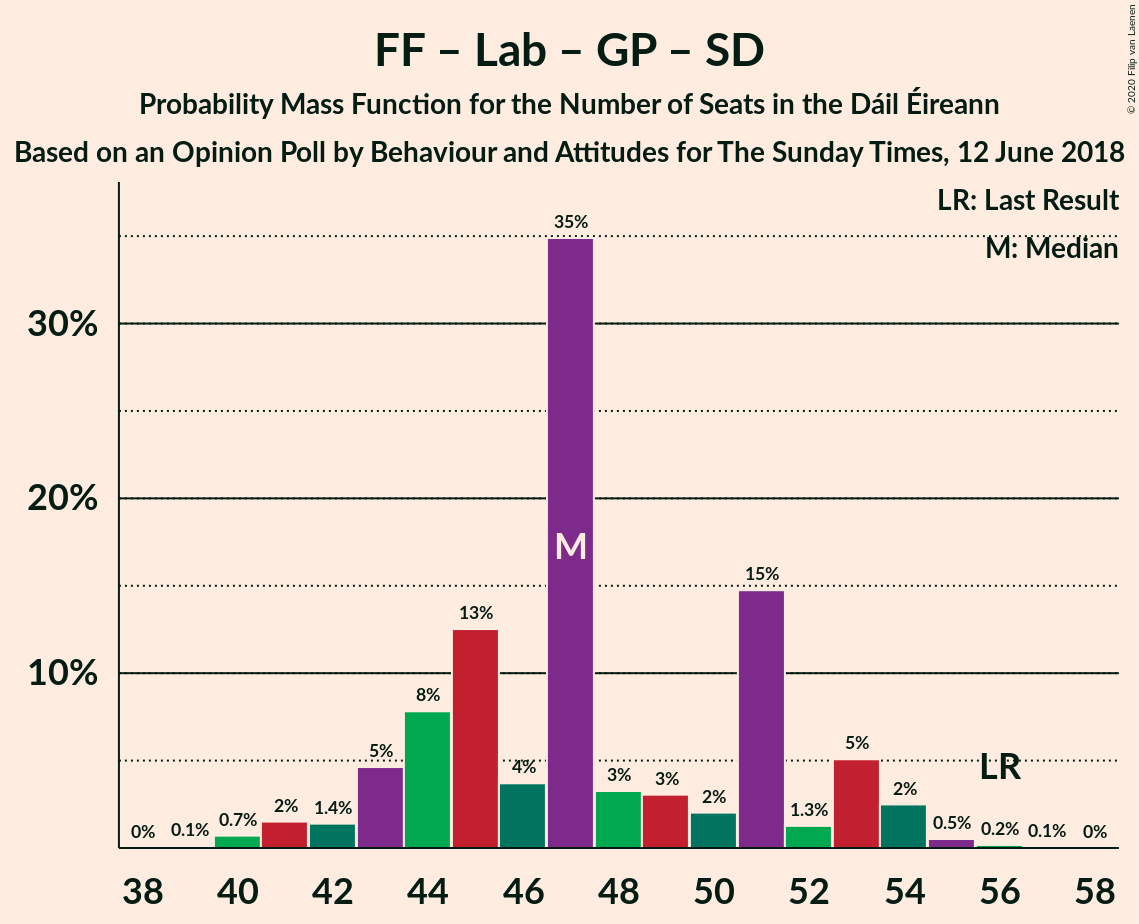 FF – Lab – GP – SD
Probability Mass Function for the Number of Seats in the Dáil Éireann
Based on an Opinion Poll by Behaviour and Attitudes for The Sunday Times, 12 June 2018
© 2020 Filip van Laenen
LR: Last Result
M: Median
35%
30%
20%
M
15%
13%
10%
8%
5%
5%
LR
4%
3%
3%
2%
2%
2%
1.4%
1.3%
0.7%
0.5%
0.2%
0.1%
0.1%
0%
0%
38 40 42 44 46 48 50 52 54 56 58